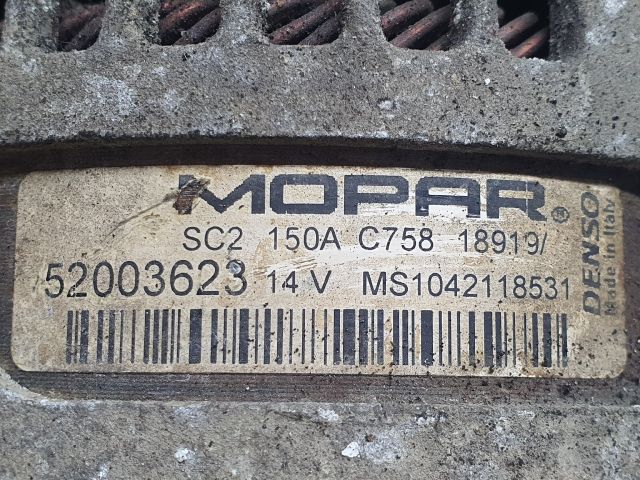 MOPAR®
SC2 150A C758 18919/
52003623 14 V MS1042118531
DENSO
Made in Italy